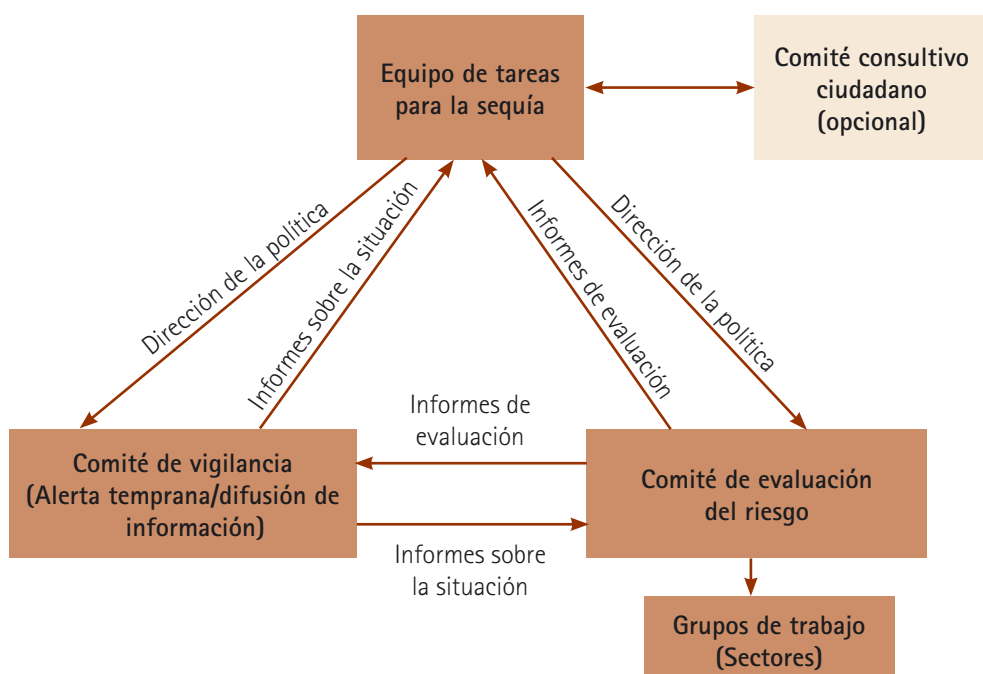 Equipo de tareas
para la sequía
Comité consultivo
ciudadano
(opcional)
Dirección de la política
Informes sobre la situación
Informes de evaluación
Dirección de la política
Informes de
evaluación
Comité de vigilancia
(Alerta temprana/difusión de
información)
Comité de evaluación
del riesgo
Informes sobre
la situación
Grupos de trabajo
(Sectores)